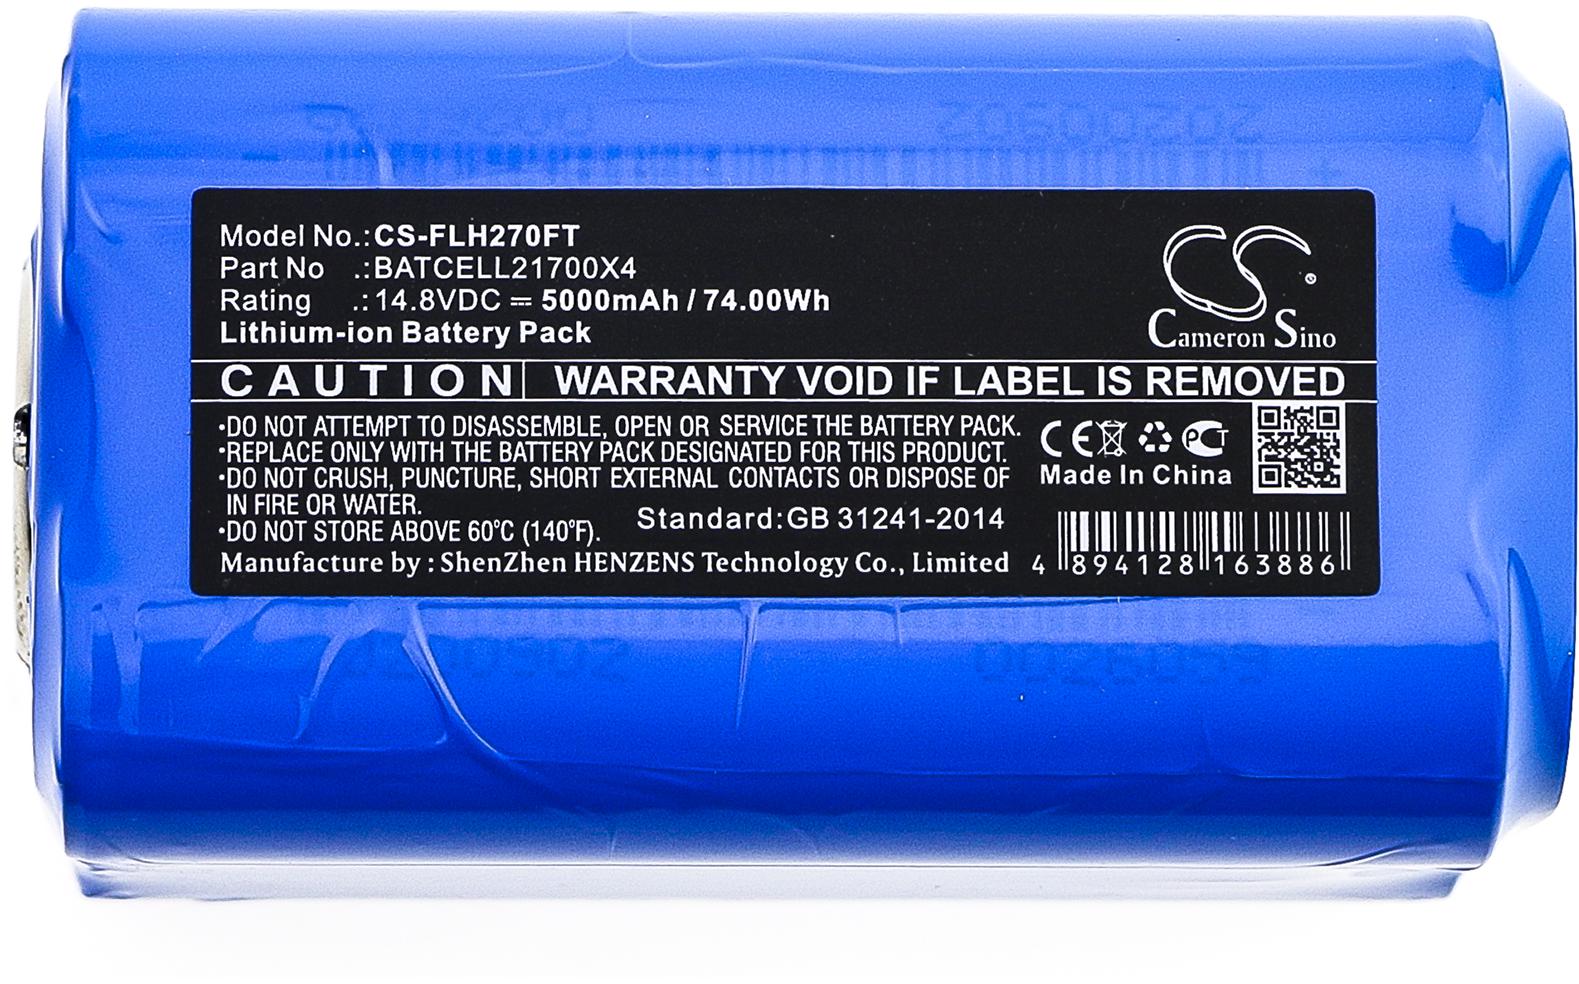 20200902
Model No.:CS-FLH270FT
Part No .:BATCELL21700X4
Rating .:14.8VDC ⎓ 5000mAh / 74.00Wh
Lithium-ion Battery Pack
Cameron Sino
CAUTION | WARRANTY VOID IF LABEL IS REMOVED
•DO NOT ATTEMPT TO DISASSEMBLE, OPEN OR SERVICE THE BATTERY PACK.
•REPLACE ONLY WITH THE BATTERY PACK DESIGNATED FOR THIS PRODUCT.
•DO NOT CRUSH, PUNCTURE, SHORT EXTERNAL CONTACTS OR DISPOSE OF
IN FIRE OR WATER.
•DO NOT STORE ABOVE 60℃ (140℉).
Standard:GB 31241-2014
Manufacture by : ShenZhen HENZENS Technology Co., Limited
CE
PCT
Made In China
4 894128 163886
0026059